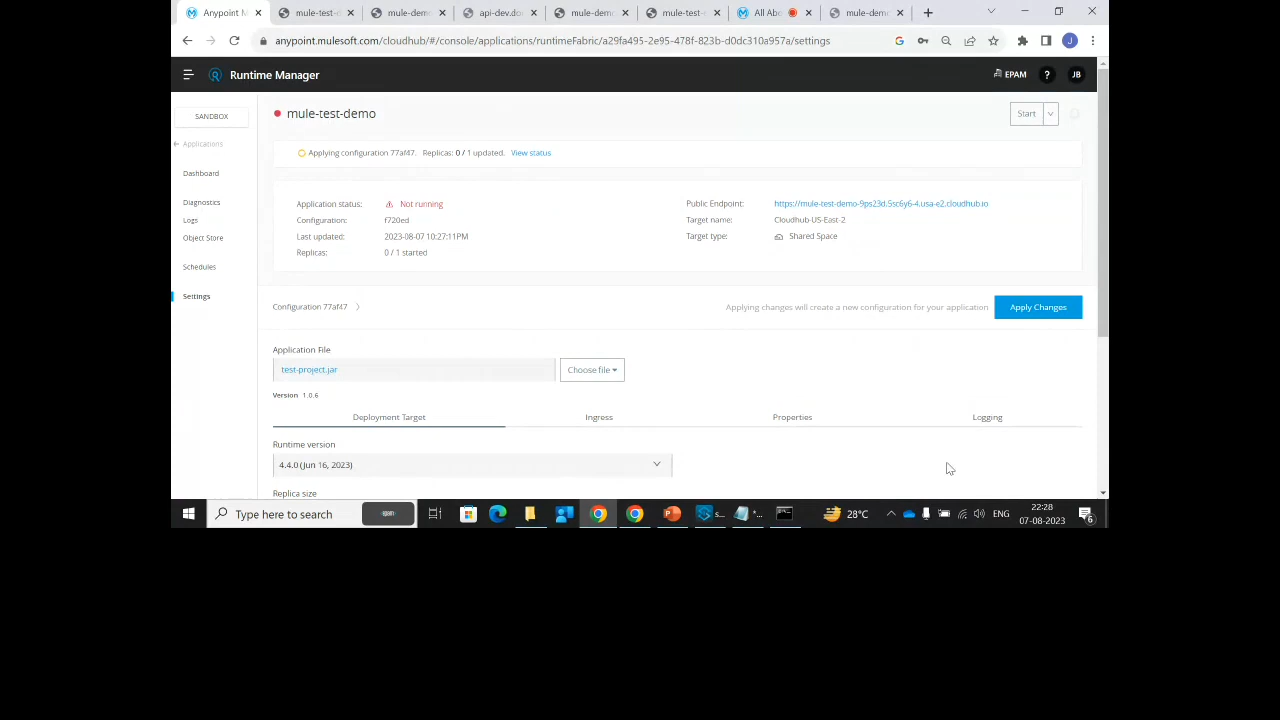 Anypoint M
mule-test-
mule-demo
api-dev.do
mule-demo
mule-test-
All Abo
mule-demo
anypoint.mulesoft.com/cloudhub/#/console/applications/runtimeFabric/a29fa495-2e95-478f-823b-d0dc310a957a/settings
J
Runtime Manager
EPAM
?
JB
SANDBOX
Applications
Dashboard
Diagnostics
Logs
Object Store
Schedules
Settings
mule-test-demo
Start
Applying configuration 77af47. Replicas: 0 / 1 updated. View status
Application status: Not running
Configuration: f720ed
Last updated: 2023-08-07 10:27:11PM
Replicas: 0 / 1 started
Public Endpoint: https://mule-test-demo-9ps23d.5sc6y6-4.usa-e2.cloudhub.io
Target name: Cloudhub-US-East-2
Target type: Shared Space
Configuration 77af47
Applying changes will create a new configuration for your application
Apply Changes
Application File
test-project.jar
Choose file
Version 1.0.6
Deployment Target
Ingress
Properties
Logging
Runtime version
4.4.0 (Jun 16, 2023)
Replica size
Type here to search
28°C
ENG
22:28
07-08-2023
6